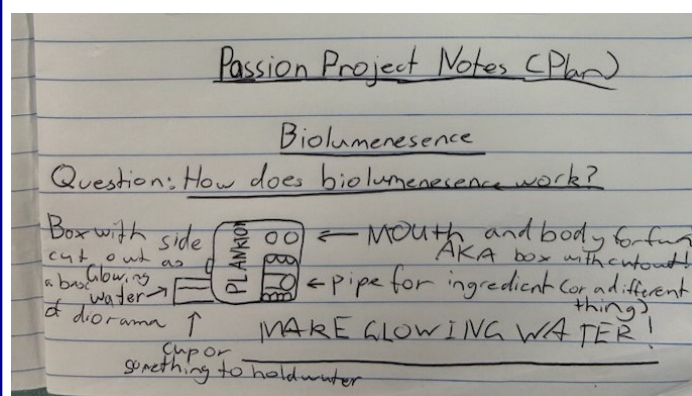 Passion Project Notes (Plan)
Biolumenesence
Question: How does biolumenesence work?
Box with side
cut out as
a base
of diorama
Glowing
water
PLANKTON
MOUTH and body for fun
AKA box with cutout!
pipe for ingredient (or a different
thing)
MAKE GLOWING WATER!
Cup or
something to hold water